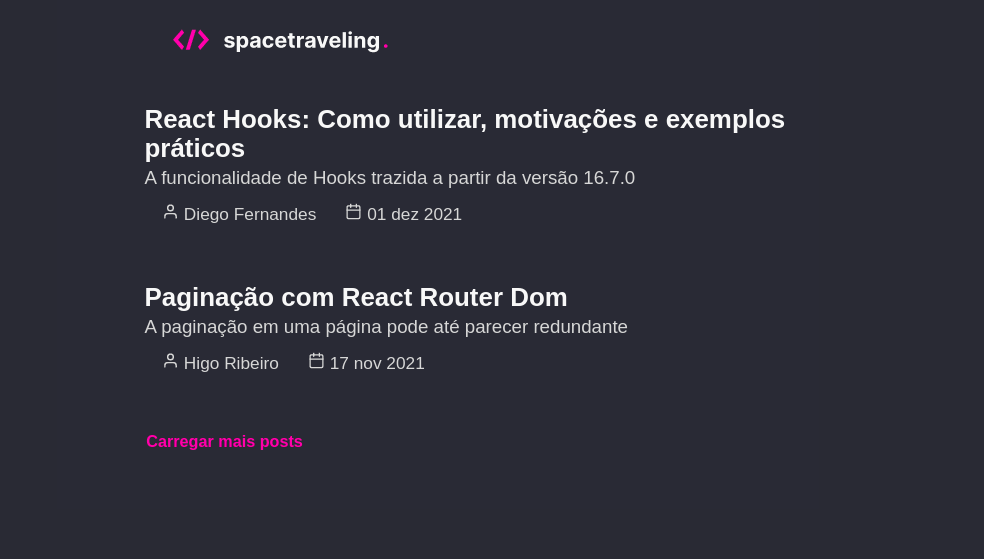 </> spacetraveling.
React Hooks: Como utilizar, motivações e exemplos
práticos
A funcionalidade de Hooks trazida a partir da versão 16.7.0
Diego Fernandes 01 dez 2021
Paginação com React Router Dom
A paginação em uma página pode até parecer redundante
Higo Ribeiro 17 nov 2021
Carregar mais posts